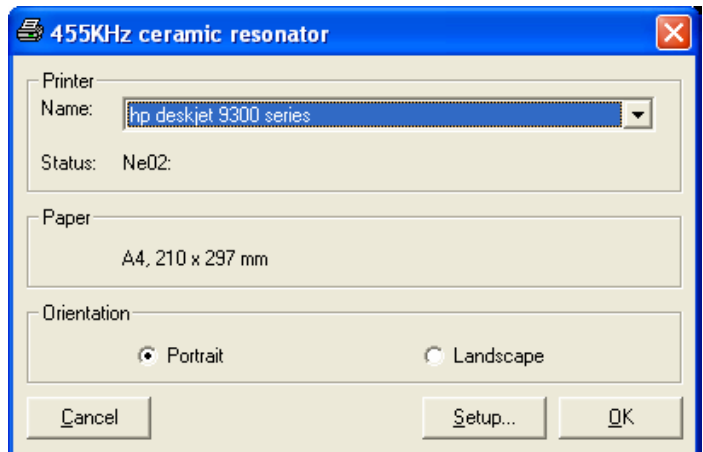 455KHz ceramic resonator
Printer
Name: hp deskjet 9300 series
Status: Ne02:
Paper
A4, 210 x 297 mm
Orientation
Portrait Landscape
Cancel Setup... OK